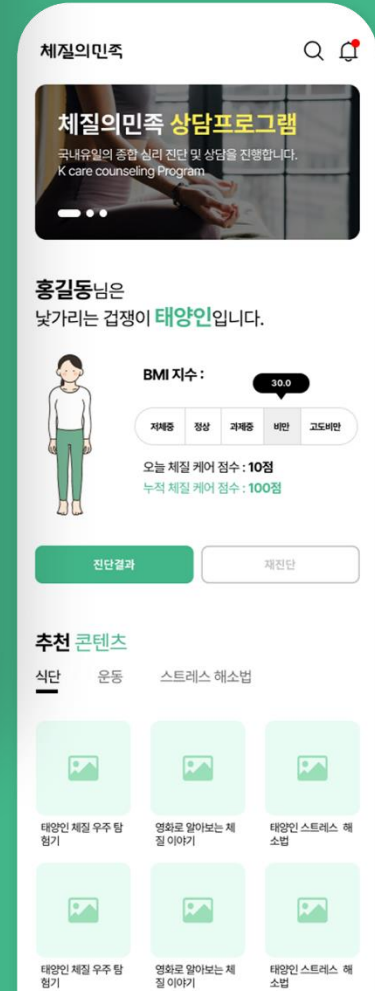 체질의민족
체질의민족 상담프로그램
국내유일의 종합 심리 진단 및 상담을 진행합니다.
K care counseling Program
홍길동님은
낯가리는 겁쟁이 태양인입니다.
BMI 지수 :
30.0
저체중 정상 과체중 비만 고도비만
오늘 체질 케어 점수 : 10점
누적 체질 케어 점수 : 100점
진단결과 재진단
추천 콘텐츠
식단 운동 스트레스 해소법
태양인 체질 우주 탐 영화로 알아보는 체 태양인 스트레스 해
험기 질 이야기 소법
태양인 체질 우주 탐 영화로 알아보는 체 태양인 스트레스 해
험기 질 이야기 소법